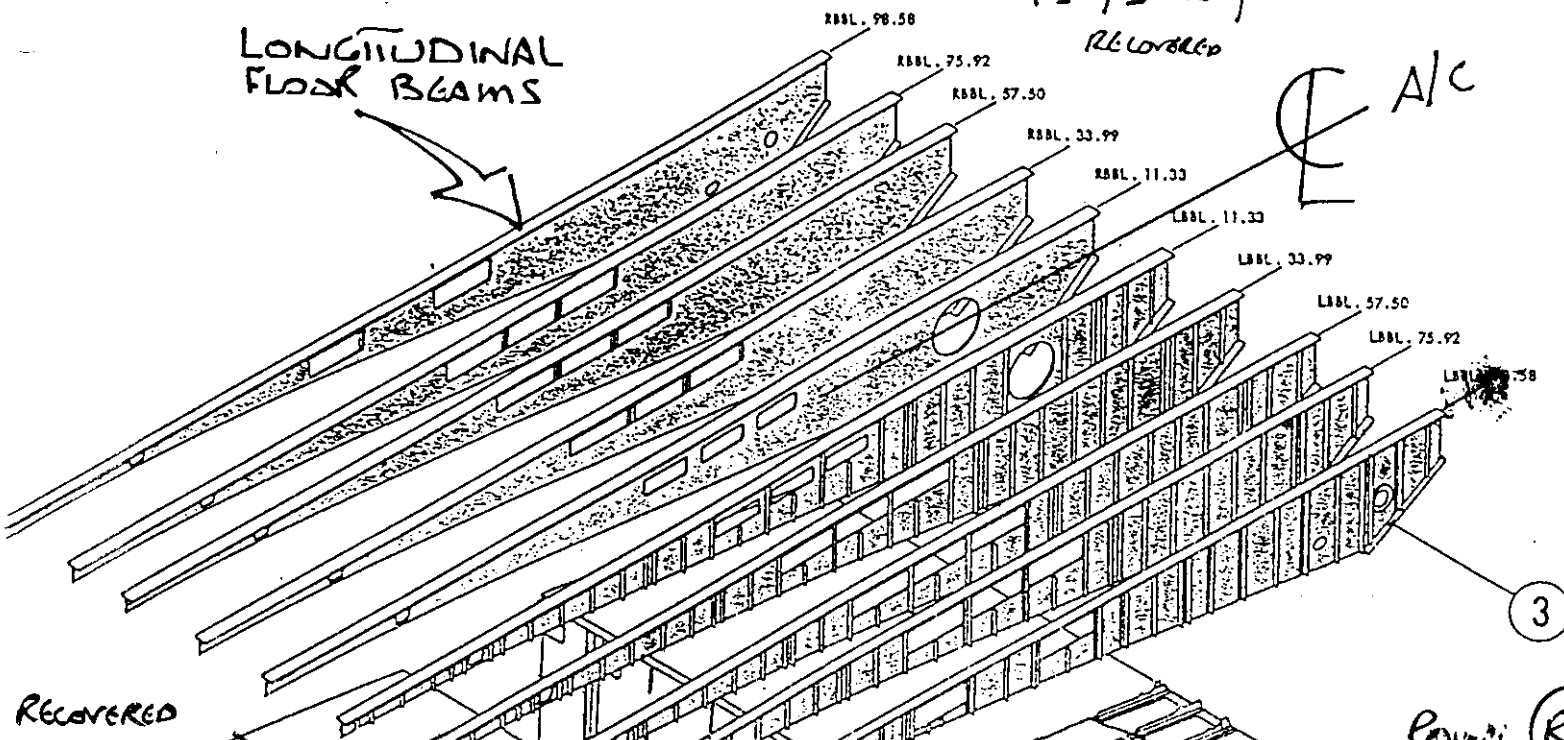 RBBL. 98.58
LONGITUDINAL
FLOOR BEAMS
RECOVERED
RBBL. 75.92
A/C
RBBL. 57.50
RBBL. 33.99
RBBL. 11.33
LBBL. 11.33
LBBL. 33.99
LBBL. 57.50
LBBL. 75.92
3
RECOVERED